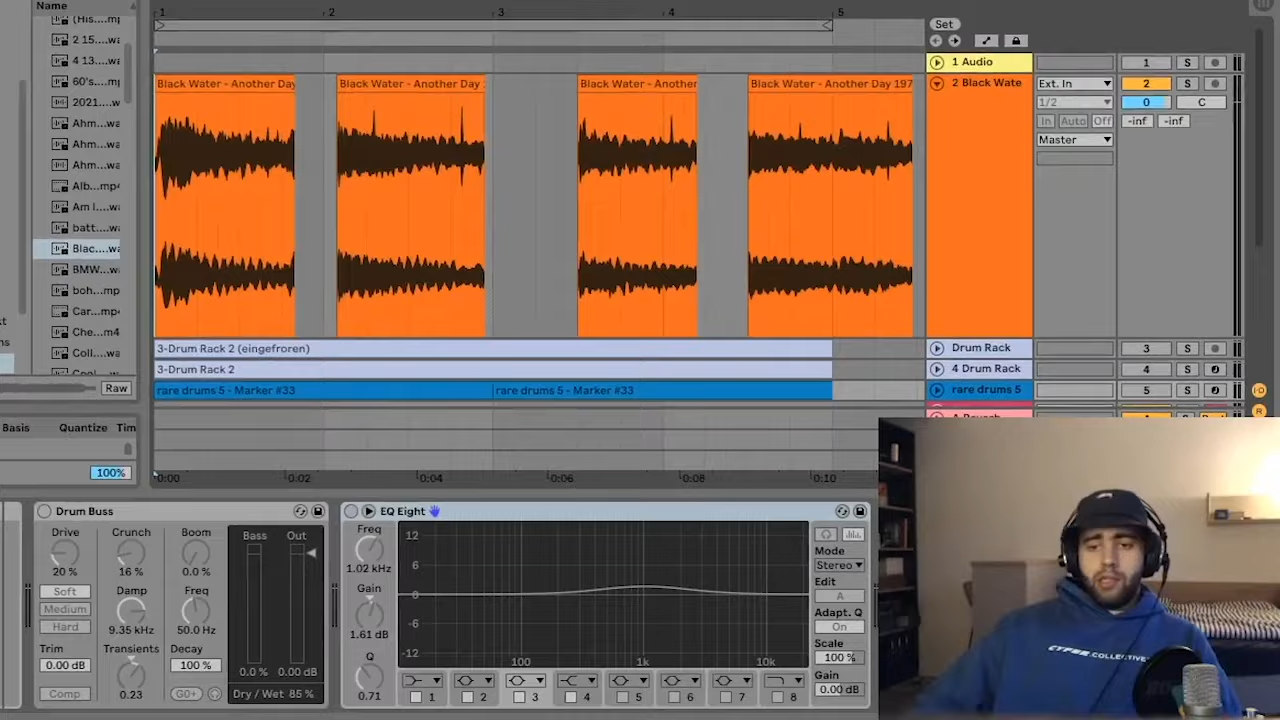 Name
1
2
3
4
5
(His....mp
2 15....w
4 13....w
60's....m
2021....w
Ahm...wa
Ahm...wa
Ahm...wa
Alb...mp4
Am I....w
batt...wa
Blac....w
BMW...w
boh...mp
Car...mp
Che...m4
Coll....w
Raw
Basis Quantize Tim
100%
Black Water - Another Day
Black Water - Another Day
Black Water - Another
Black Water - Another Day 197
3-Drum Rack 2 (eingefroren)
3-Drum Rack 2
rare drums 5 - Marker #33
rare drums 5 - Marker #33
0:00 0:02 0:04 0:06 0:08 0:10
Set
1 Audio 1 S
2 Black Wate Ext. In 2 S
1/2 0 C
In Auto Off -inf -inf
Master
Drum Rack 3 S
4 Drum Rack 4 S
rare drums 5 5 S
Drum Buss
Drive Crunch Boom
20 % 16 % 0.0 %
Soft
Medium
Hard
Damp Freq
9.35 kHz 50.0 Hz
Trim Transients Decay
0.00 dB 0.23 100 %
Comp
Bass Out
0.0 % 0.00 dB
Dry / Wet 85 %
EQ Eight
Freq
1.02 kHz
Gain
1.61 dB
Q
0.71
12
6
0
-6
-12
100 1k 10k
1 2 3 4 5 6 7 8
Mode
Stereo
Edit
A
Adapt. Q
On
Scale
100 %
Gain
0.00 dB
CYPER.COLLECTIVE